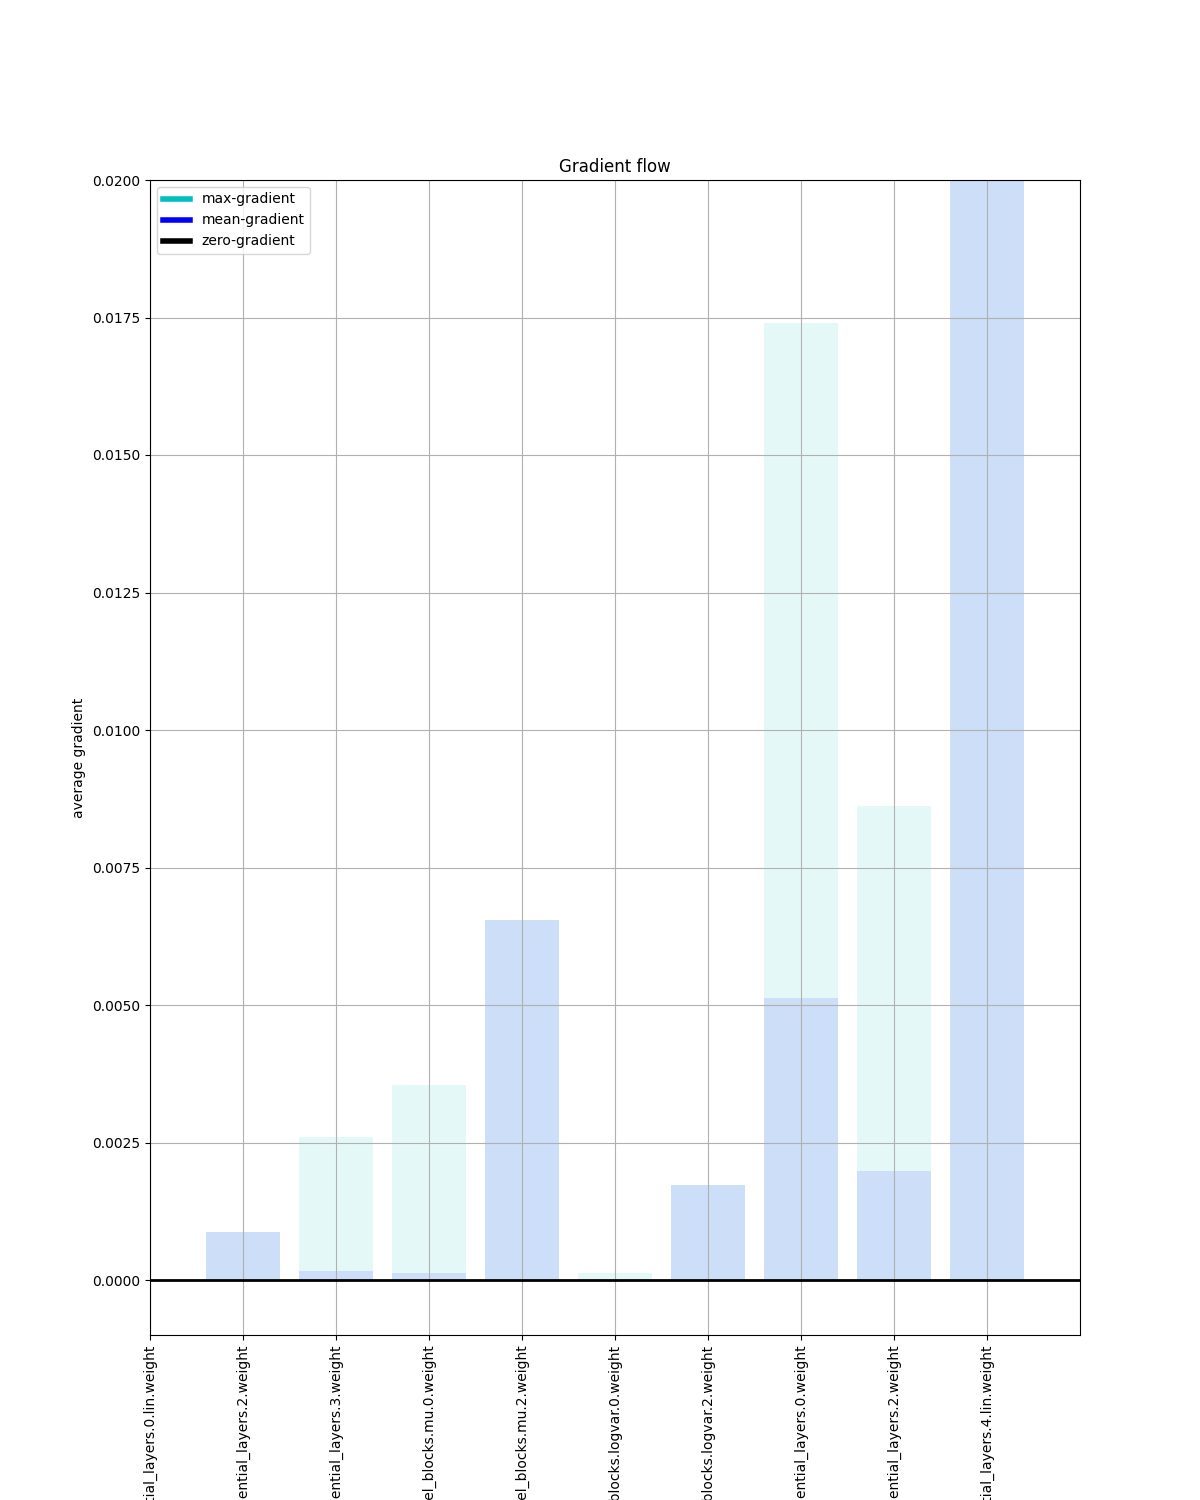 Gradient flow
max-gradient
mean-gradient
zero-gradient
0.0200
0.0175
0.0150
0.0125
0.0100
0.0075
0.0050
0.0025
0.0000
average gradient
tial_layers.0.lin.weight
ential_layers.2.weight
ential_layers.3.weight
el_blocks.mu.0.weight
el_blocks.mu.2.weight
blocks.logvar.0.weight
blocks.logvar.2.weight
ential_layers.0.weight
ential_layers.2.weight
tial_layers.4.lin.weight